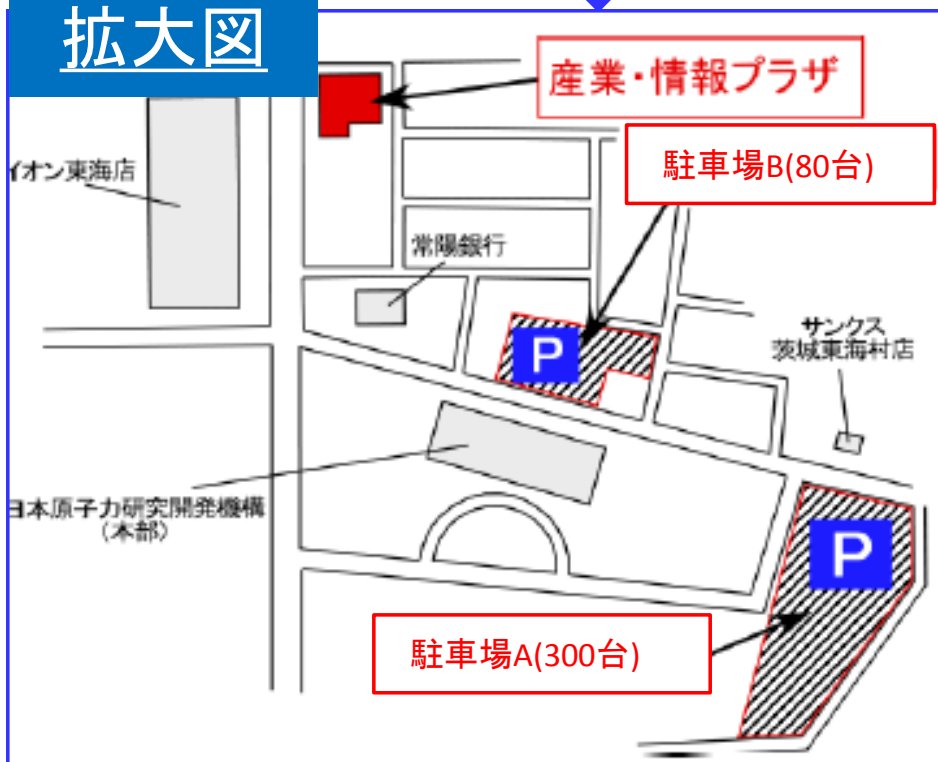 拡大図
産業・情報プラザ
駐車場B(80台)
イオン東海店
常陽銀行
サンクス
茨城東海村店
P
日本原子力研究開発機構
(本部)
P
駐車場A(300台)